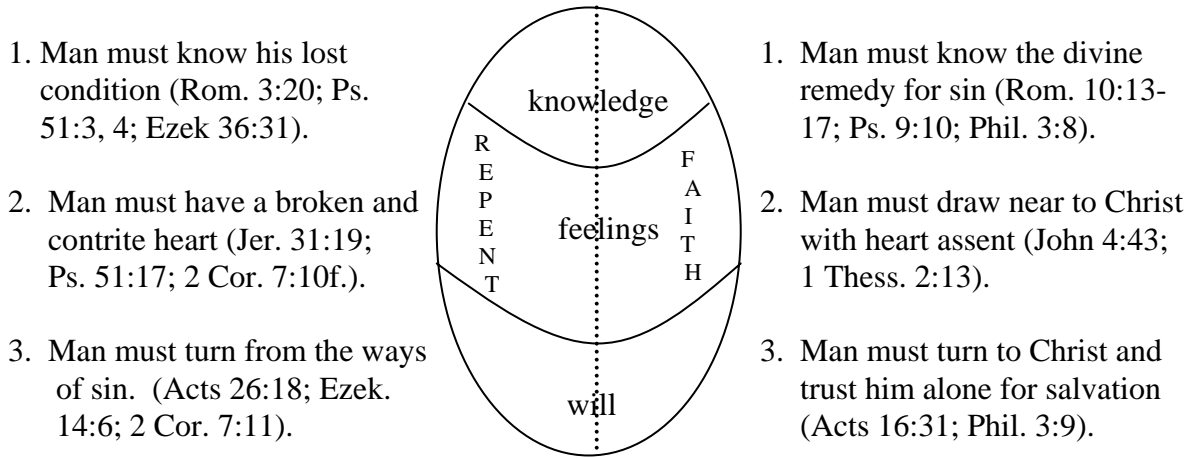 1. Man must know his lost
condition (Rom. 3:20; Ps.
51:3, 4; Ezek 36:31).
2. Man must have a broken and
contrite heart (Jer. 31:19;
Ps. 51:17; 2 Cor. 7:10f.).
3. Man must turn from the ways
of sin. (Acts 26:18; Ezek.
14:6; 2 Cor. 7:11).
knowledge
REPENT
feelings
FAITH
will
1. Man must know the divine
remedy for sin (Rom. 10:13-
17; Ps. 9:10; Phil. 3:8).
2. Man must draw near to Christ
with heart assent (John 4:43;
1 Thess. 2:13).
3. Man must turn to Christ and
trust him alone for salvation
(Acts 16:31; Phil. 3:9).